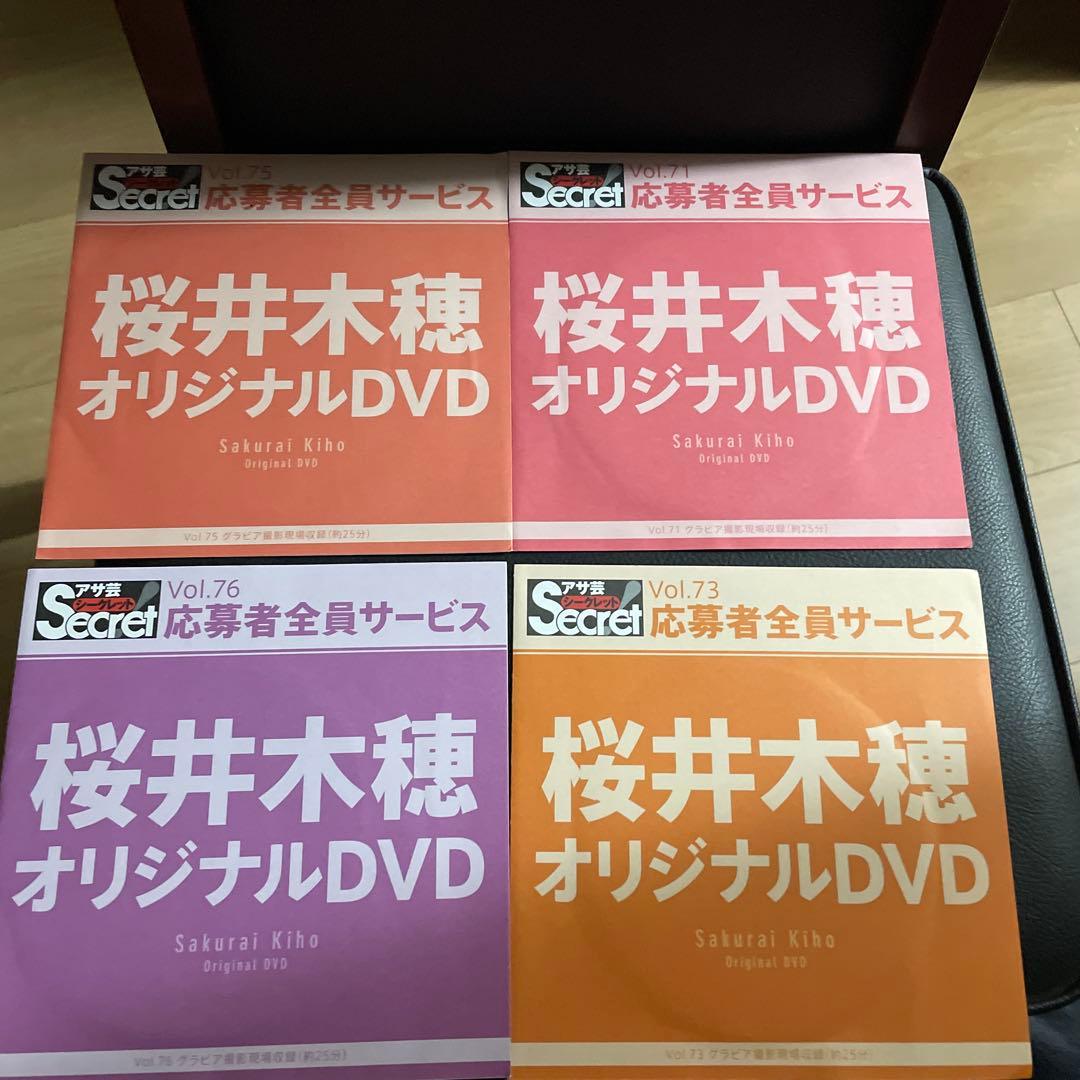 アサ芸
シークレット
Secret!
Vol.75
応募者全員サービス
桜井木穂
オリジナルDVD
Sakurai Kiho
Original DVD
Vol.75 グラビア撮影現場収録(約25分)
アサ芸
シークレット
Secret!
Vol.71
応募者全員サービス
桜井木穂
オリジナルDVD
Sakurai Kiho
Original DVD
Vol.71 グラビア撮影現場収録(約25分)
アサ芸
シークレット
Secret!
Vol.76
応募者全員サービス
桜井木穂
オリジナルDVD
Sakurai Kiho
Original DVD
Vol.76 グラビア撮影現場収録(約25分)
アサ芸
シークレット
Secret!
Vol.73
応募者全員サービス
桜井木穂
オリジナルDVD
Sakurai Kiho
Original DVD
Vol.73 グラビア撮影現場収録(約25分)